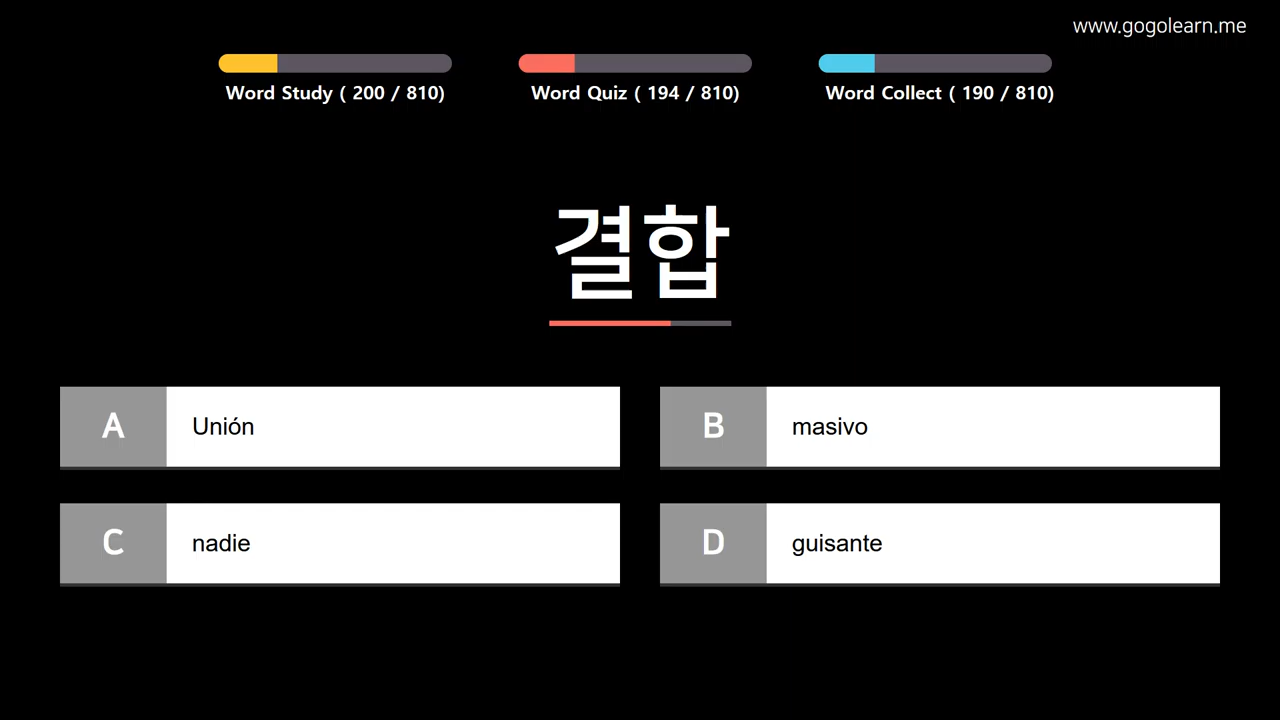 www.gogolearn.me
Word Study ( 200 / 810)
Word Quiz ( 194 / 810)
Word Collect ( 190 / 810)
결합
A Unión
B masivo
C nadie
D guisante